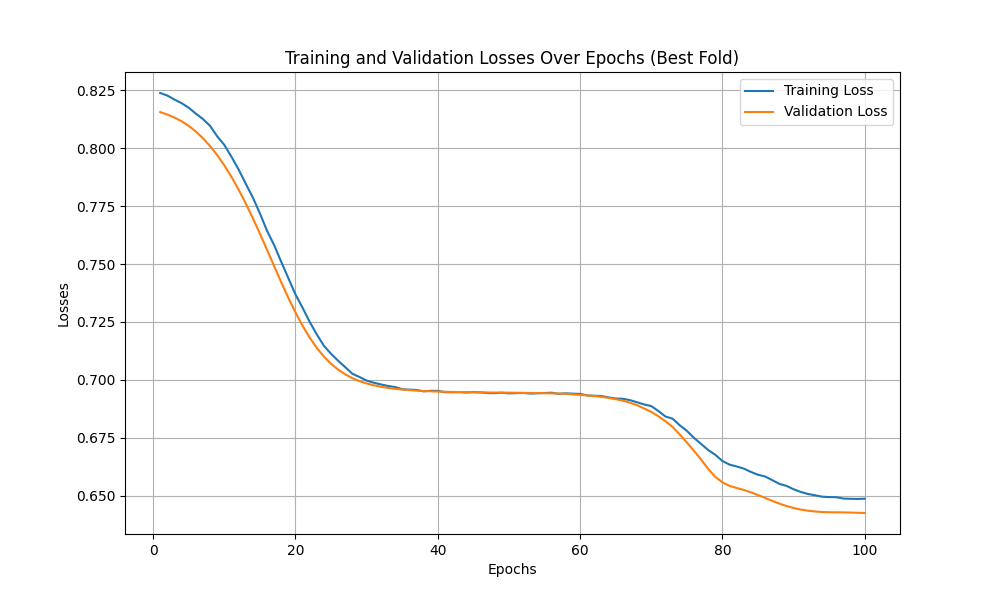 Training and Validation Losses Over Epochs (Best Fold)
Training Loss
Validation Loss
0.825
0.800
0.775
0.750
0.725
0.700
0.675
0.650
Losses
0
20
40
60
80
100
Epochs